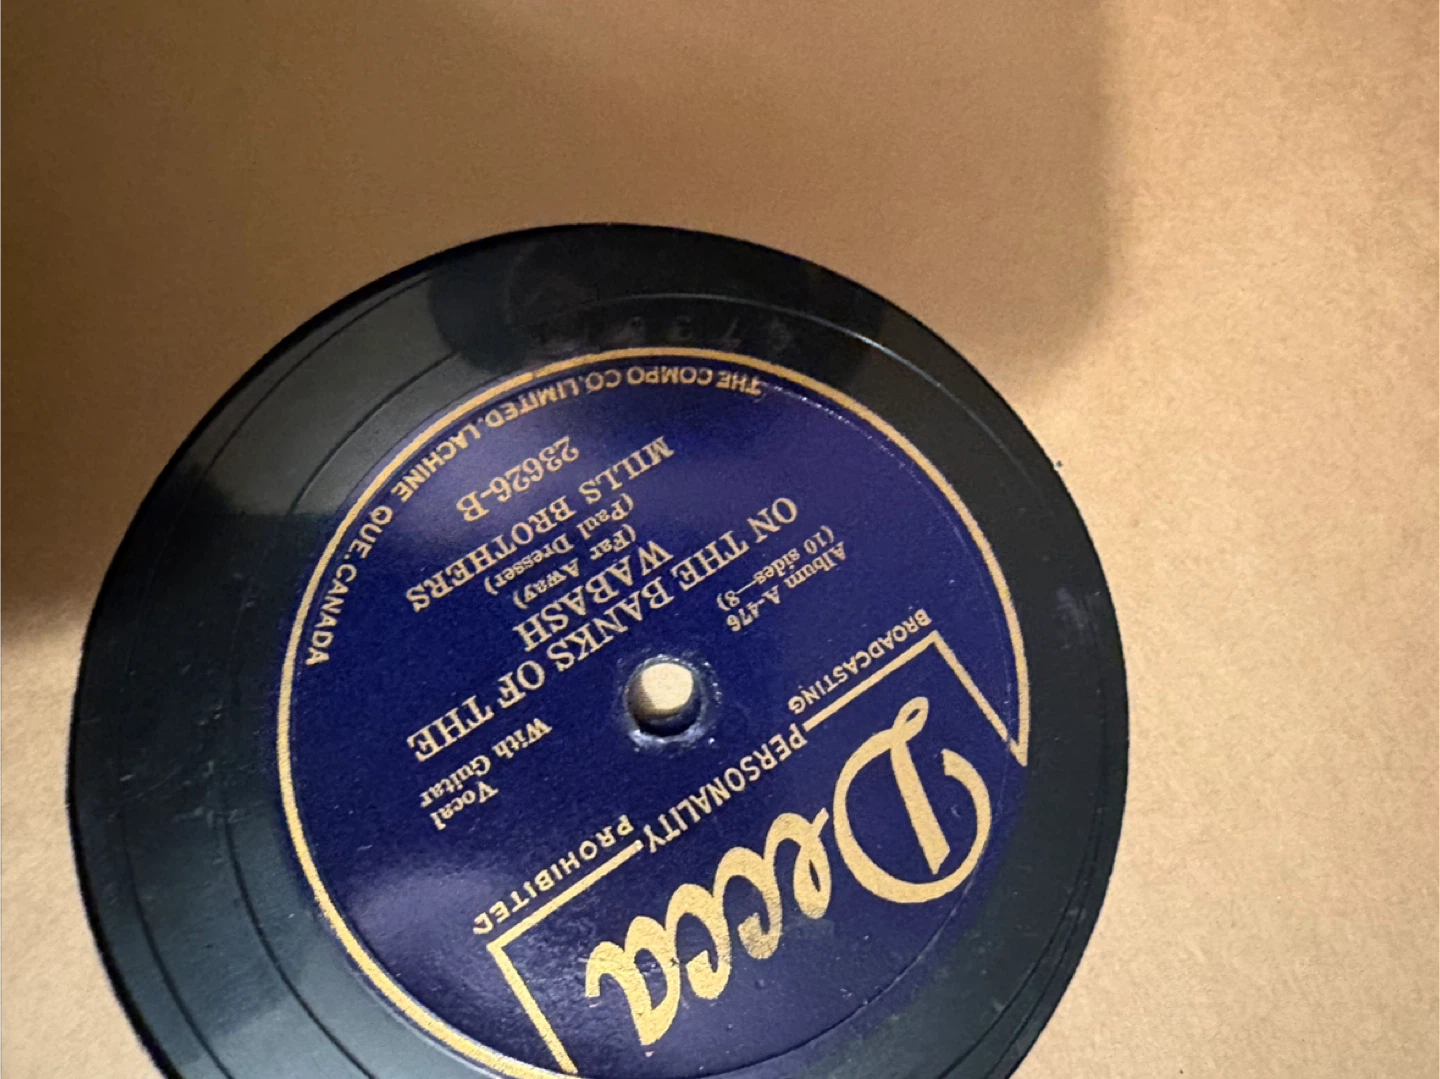 Decca
BROADCASTING
PERSONALITY
PROHIBITED
Album A-476
(10 sides—8)
Vocal
With Guitar
ON THE BANKS OF THE
WABASH
(Far Away)
(Paul Dresser)
MILLS BROTHERS
23626-B
THE COMPO CO. LIMITED, LACHINE, QUE. CANADA